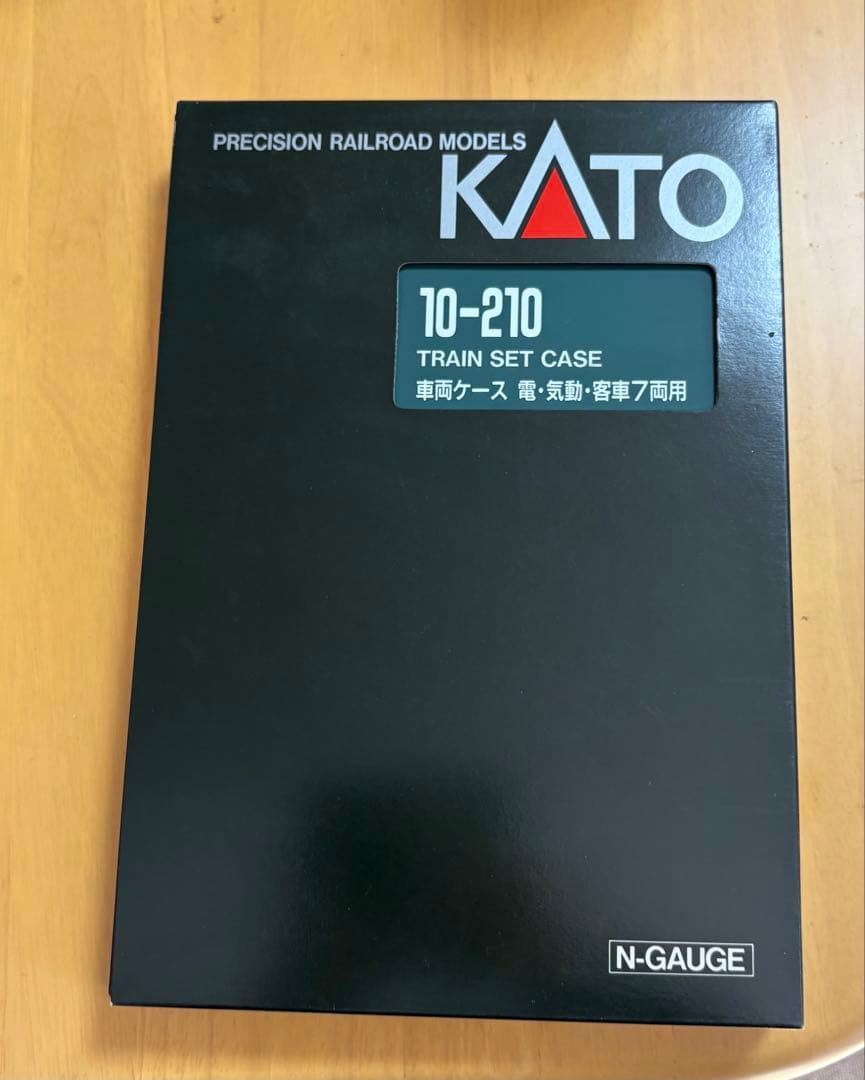 PRECISION RAILROAD MODELS
KATO
10-210
TRAIN SET CASE
車両ケース 電・気動・客車7両用
N-GAUGE